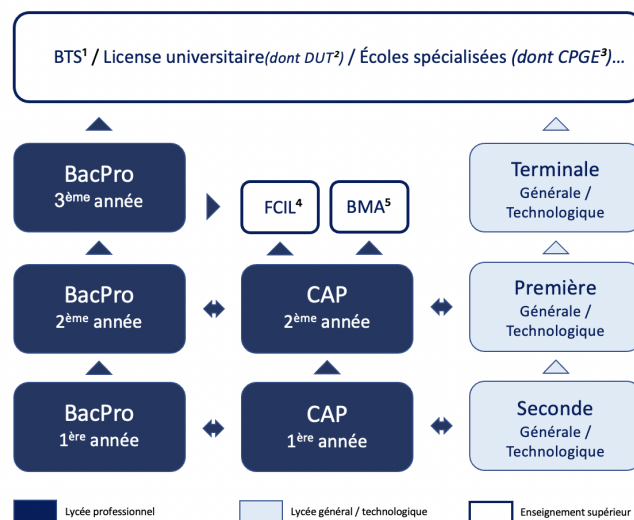 BTS¹ / License universitaire(dont DUT²) / Écoles spécialisées (dont CPGE³)...
BacPro
3ème année
FCIL⁴
BMA⁵
Terminale
Générale /
Technologique
BacPro
2ème année
CAP
2ème année
Première
Générale /
Technologique
BacPro
1ère année
CAP
1ère année
Seconde
Générale /
Technologique
Lycée professionnel
Lycée général / technologique
Enseignement supérieur